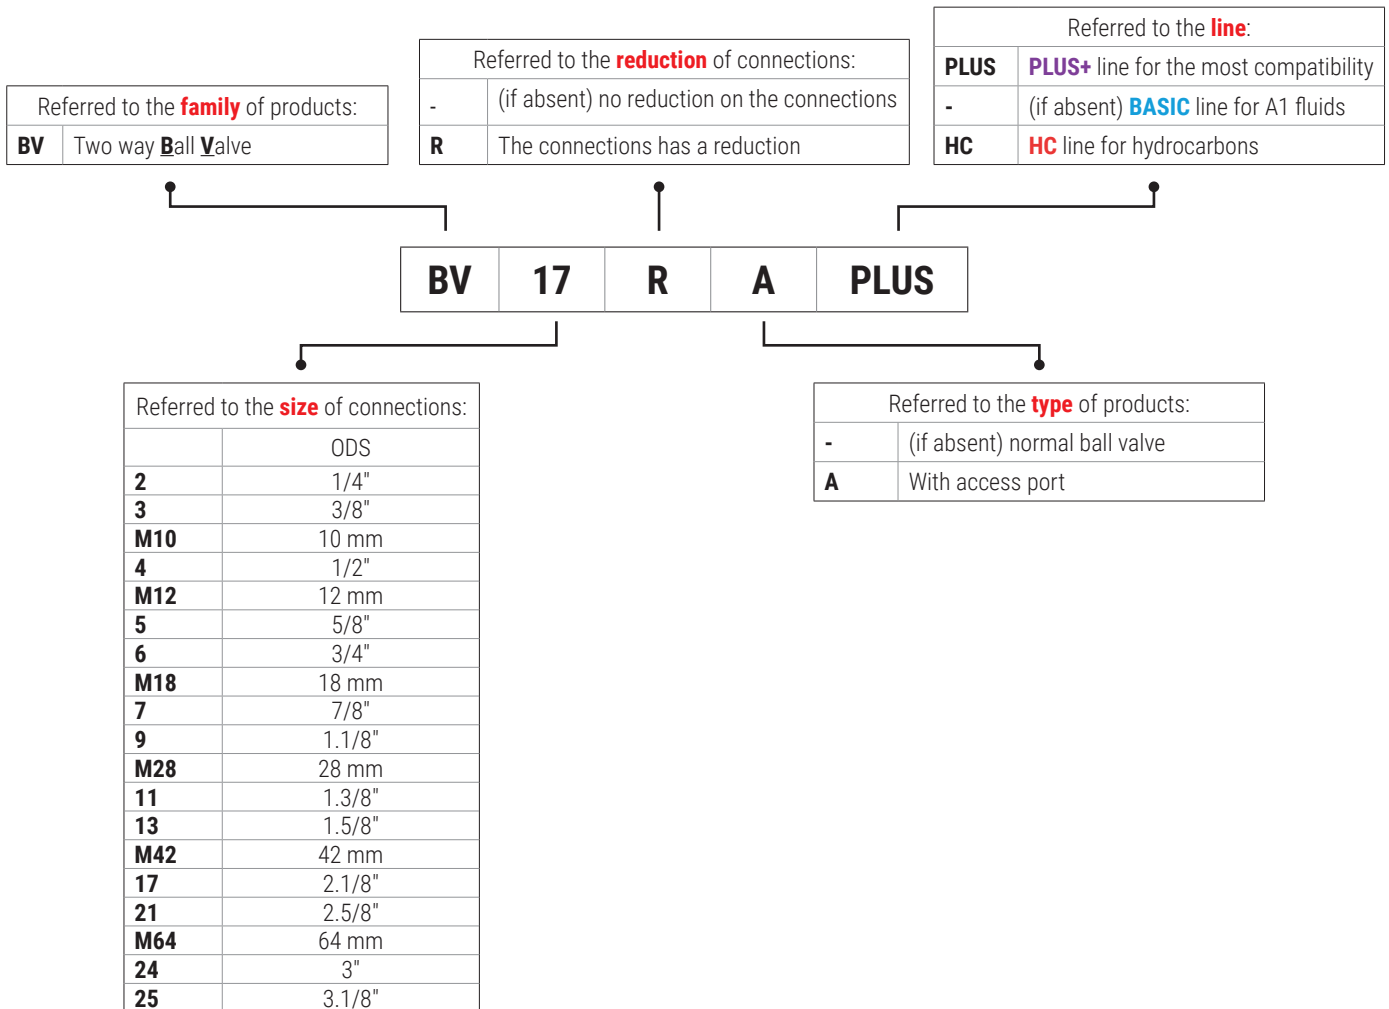 Referred to the family of products:
BV Two way Ball Valve
Referred to the reduction of connections:
- (if absent) no reduction on the connections
R The connections has a reduction
Referred to the line:
PLUS PLUS+ line for the most compatibility
- (if absent) BASIC line for A1 fluids
HC HC line for hydrocarbons
BV 17 R A PLUS
Referred to the size of connections:
ODS
2 1/4"
3 3/8"
M10 10 mm
4 1/2"
M12 12 mm
5 5/8"
6 3/4"
M18 18 mm
7 7/8"
9 1.1/8"
M28 28 mm
11 1.3/8"
13 1.5/8"
M42 42 mm
17 2.1/8"
21 2.5/8"
M64 64 mm
24 3"
25 3.1/8"
Referred to the type of products:
- (if absent) normal ball valve
A With access port